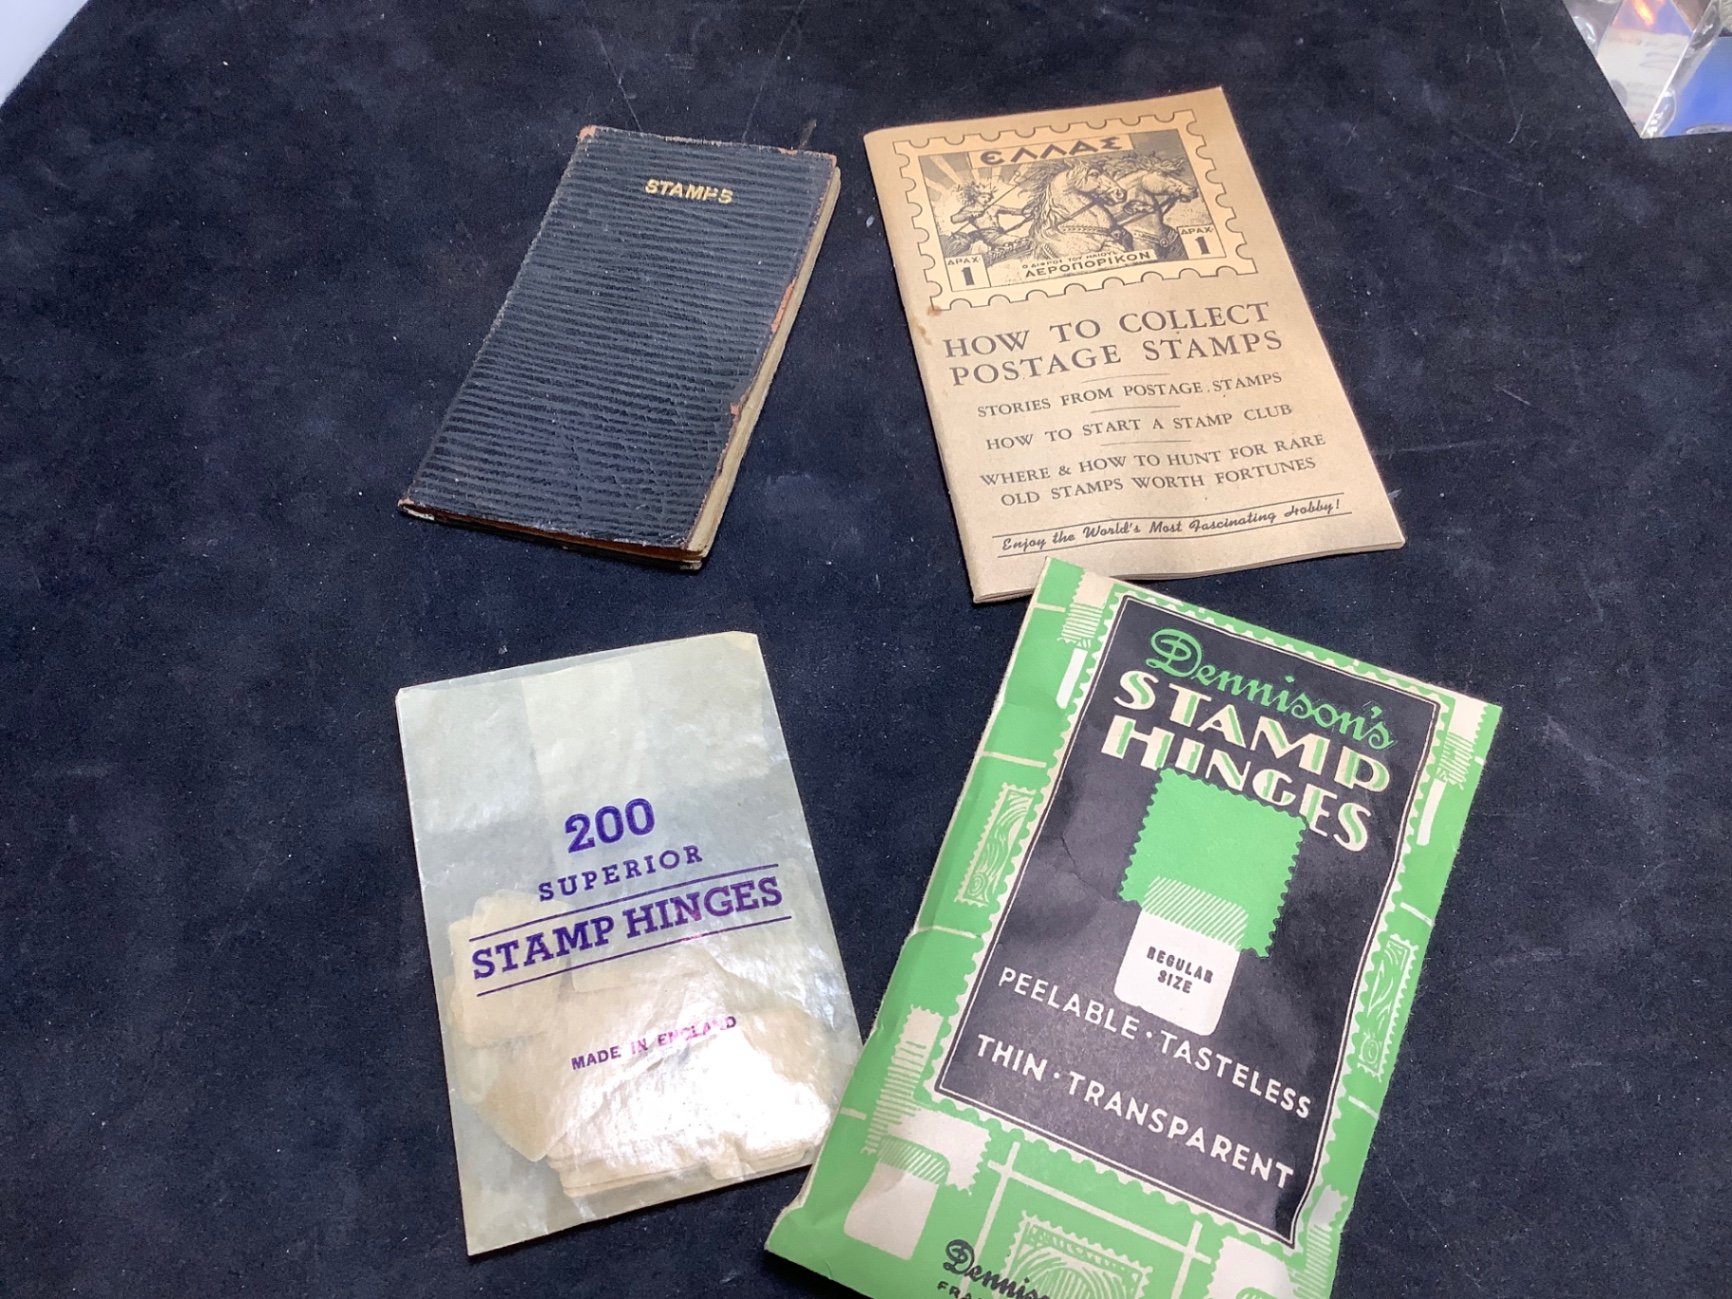 STAMPS
ΕΛΛΑΣ
ΔΡΑΧ
1
ΔΡΑΧ
1
ΑΕΡΟΠΟΡΙΚΟΝ
HOW TO COLLECT
POSTAGE STAMPS
STORIES FROM POSTAGE STAMPS
HOW TO START A STAMP CLUB
WHERE & HOW TO HUNT FOR RARE
OLD STAMPS WORTH FORTUNES
Enjoy the World's Most Fascinating Hobby!
200
SUPERIOR
STAMP HINGES
MADE IN ENGLAND
Dennison's
STAMP
HINGES
REGULAR
SIZE
PEELABLE · TASTELESS
THIN · TRANSPARENT